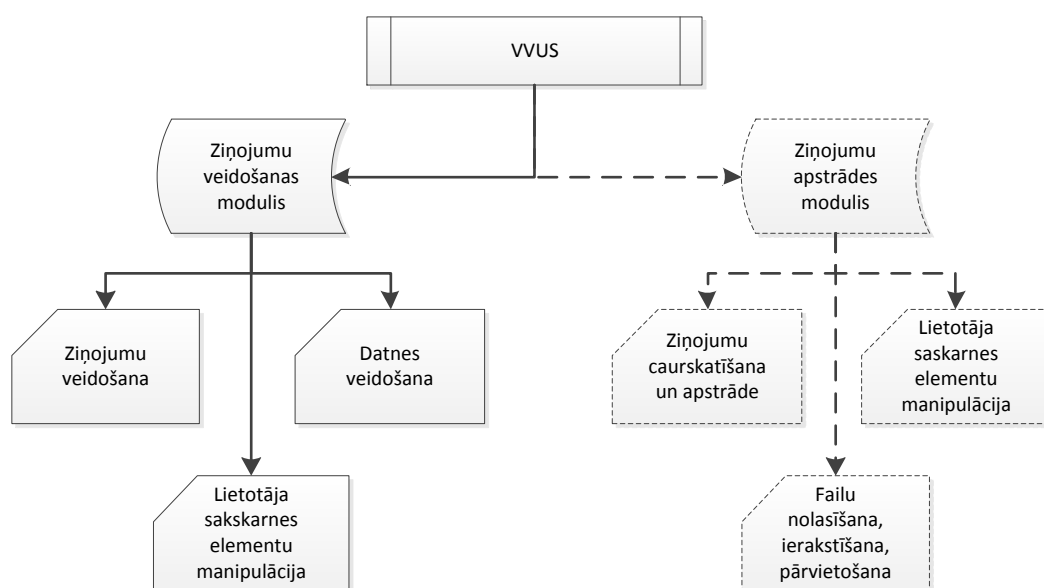 VVUS
Ziņojumu
veidošanas
modulis
Ziņojumu
apstrādes
modulis
Ziņojumu
veidošana
Datnes
veidošana
Ziņojumu
caurskatīšana
un apstrāde
Lietotāja
saskarnes
elementu
manipulācija
Lietotāja
sakskarnes
elementu
manipulācija
Failu
nolasīšana,
ierakstīšana,
pārvietošana